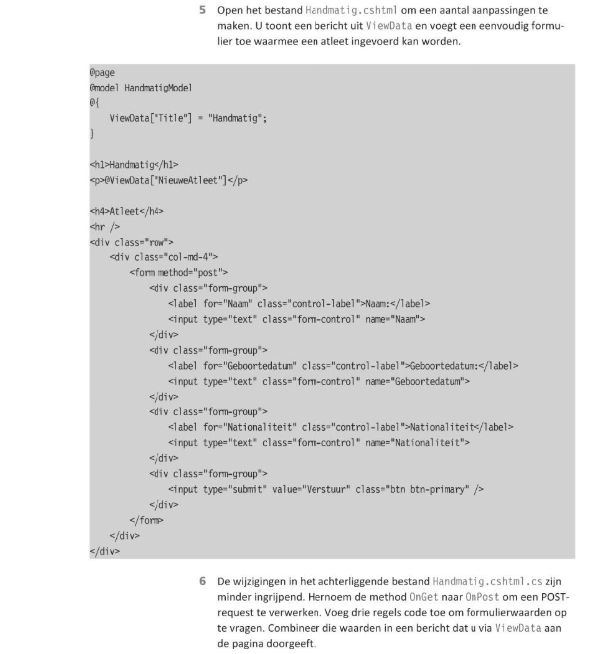 5 Open het bestand Handmatig.cshtml om een aantal aanpassingen te
maken. U toont een bericht uit ViewData en voegt een eenvoudig formu-
lier toe waarmee een atleet ingevoerd kan worden.
@page
@model HandmatigModel
@{
    ViewData["Title"] = "Handmatig";
}
<h1>Handmatig</h1>
<p>@ViewData["NieuweAtleet"]</p>
<h4>Atleet</h4>
<hr />
<div class="row">
    <div class="col-md-4">
        <form method="post">
            <div class="form-group">
                <label for="Naam" class="control-label">Naam:</label>
                <input type="text" class="form-control" name="Naam">
            </div>
            <div class="form-group">
                <label for="Geboortedatum" class="control-label">Geboortedatum:</label>
                <input type="text" class="form-control" name="Geboortedatum">
            </div>
            <div class="form-group">
                <label for="Nationaliteit" class="control-label">Nationaliteit</label>
                <input type="text" class="form-control" name="Nationaliteit">
            </div>
            <div class="form-group">
                <input type="submit" value="Verstuur" class="btn btn-primary" />
            </div>
        </form>
    </div>
</div>
6 De wijzigingen in het achterliggende bestand Handmatig.cshtml.cs zijn
minder ingrijpend. Hernoem de method OnGet naar OnPost om een POST-
request te verwerken. Voeg drie regels code toe om formulierwaarden op
te vragen. Combineer die waarden in een bericht dat u via ViewData aan
de pagina doorgeeft.